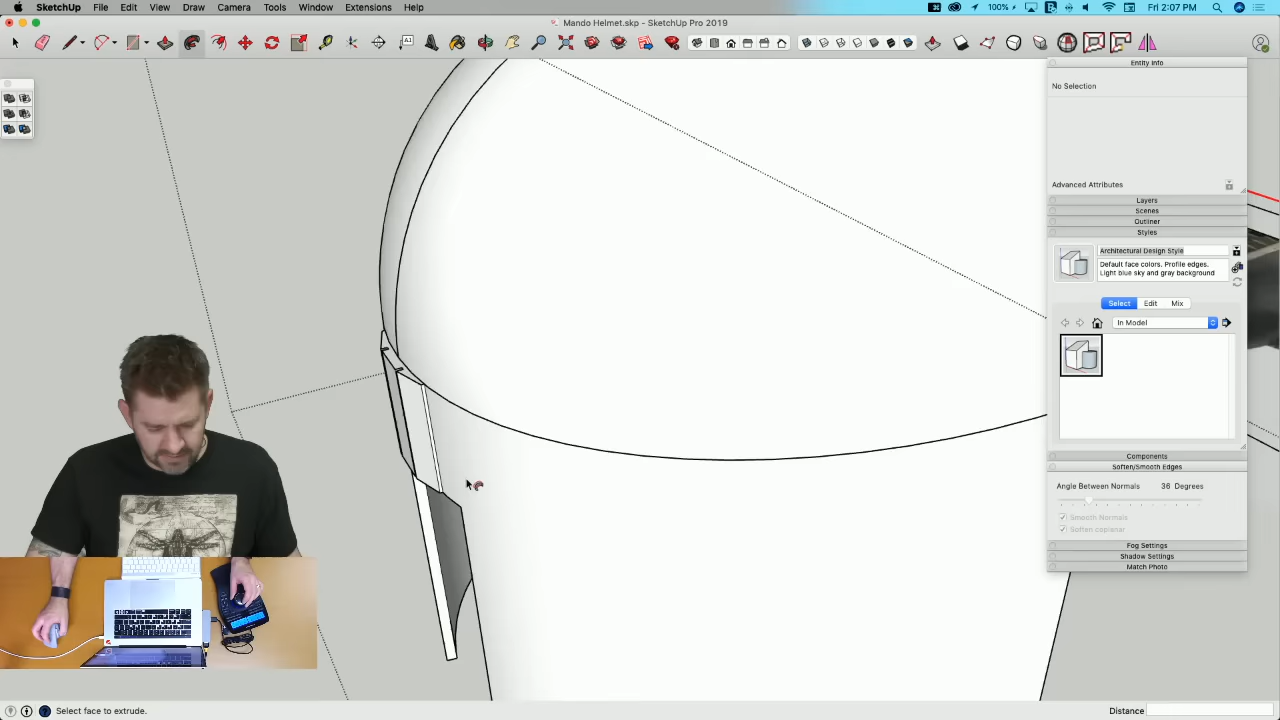 SketchUp File Edit View Draw Camera Tools Window Extensions Help 100% Fri 2:07 PM
Mando Helmet.skp - SketchUp Pro 2019
Entity Info
No Selection
Advanced Attributes
Layers
Scenes
Outliner
Styles
Architectural Design Style
Default face colors. Profile edges.
Light blue sky and gray background
Select Edit Mix
In Model
Components
Soften/Smooth Edges
Angle Between Normals 36 Degrees
Smooth Normals
Soften coplanar
Fog Settings
Shadow Settings
Match Photo
Select face to extrude.
Distance